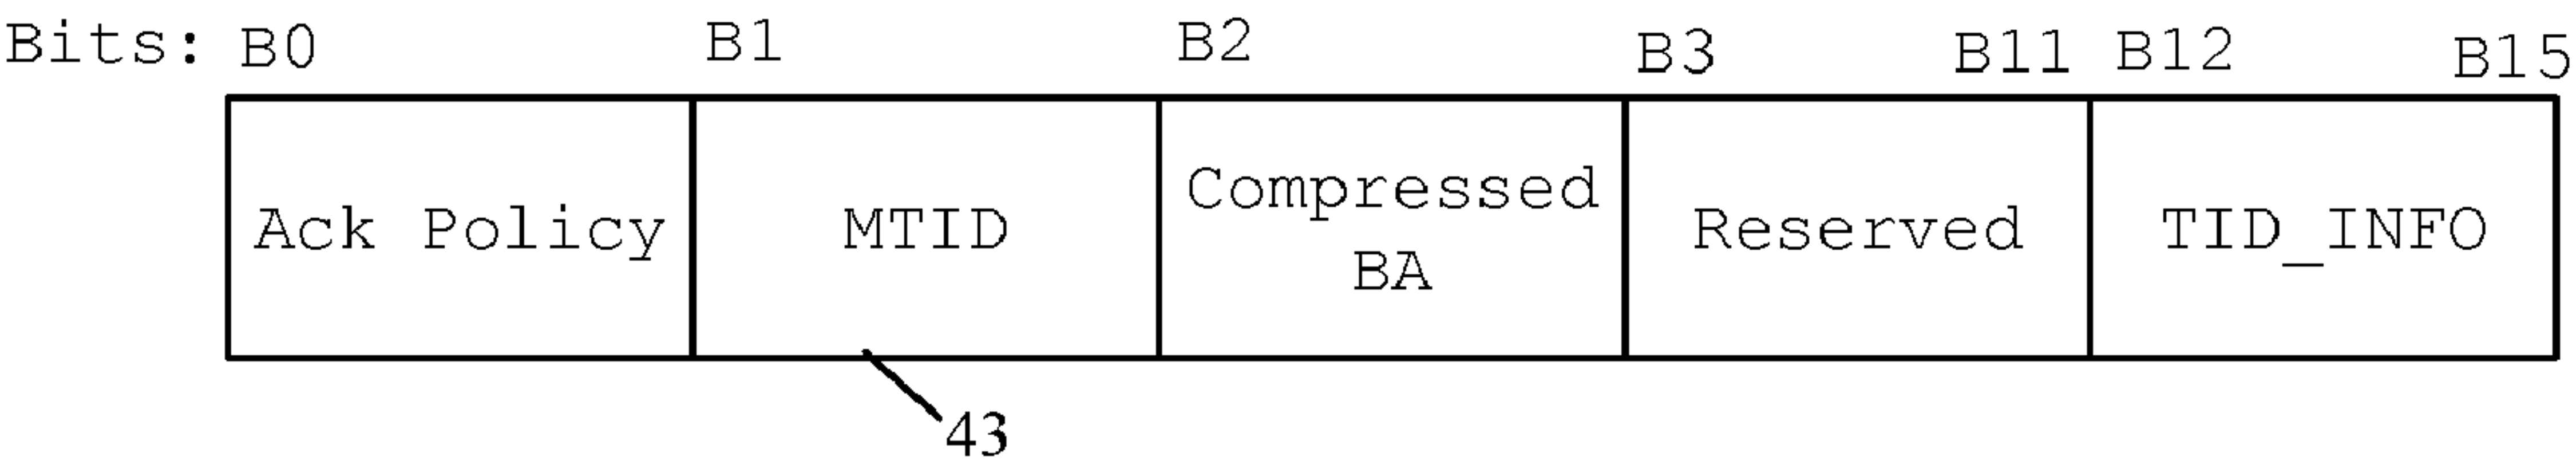 Bits: B0 B1 B2 B3 B11 B12 B15
Ack Policy MTID Compressed BA Reserved TID_INFO
43